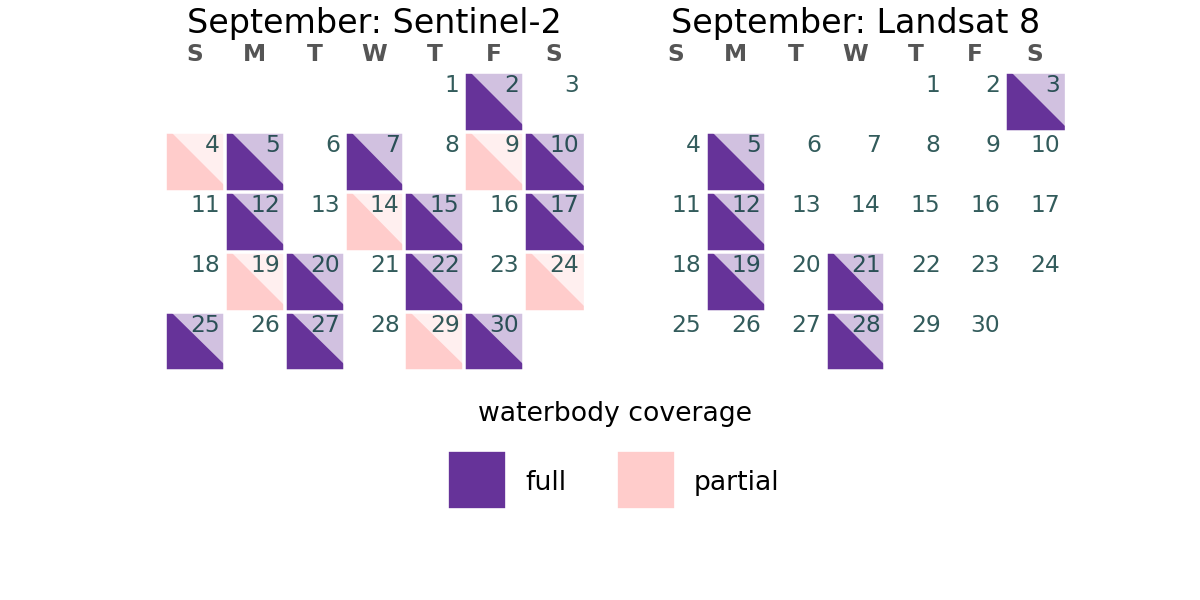 September: Sentinel-2
S M T W T F S
1 2 3
4 5 6 7 8 9 10
11 12 13 14 15 16 17
18 19 20 21 22 23 24
25 26 27 28 29 30
September: Landsat 8
S M T W T F S
1 2 3
4 5 6 7 8 9 10
11 12 13 14 15 16 17
18 19 20 21 22 23 24
25 26 27 28 29 30
waterbody coverage
full partial